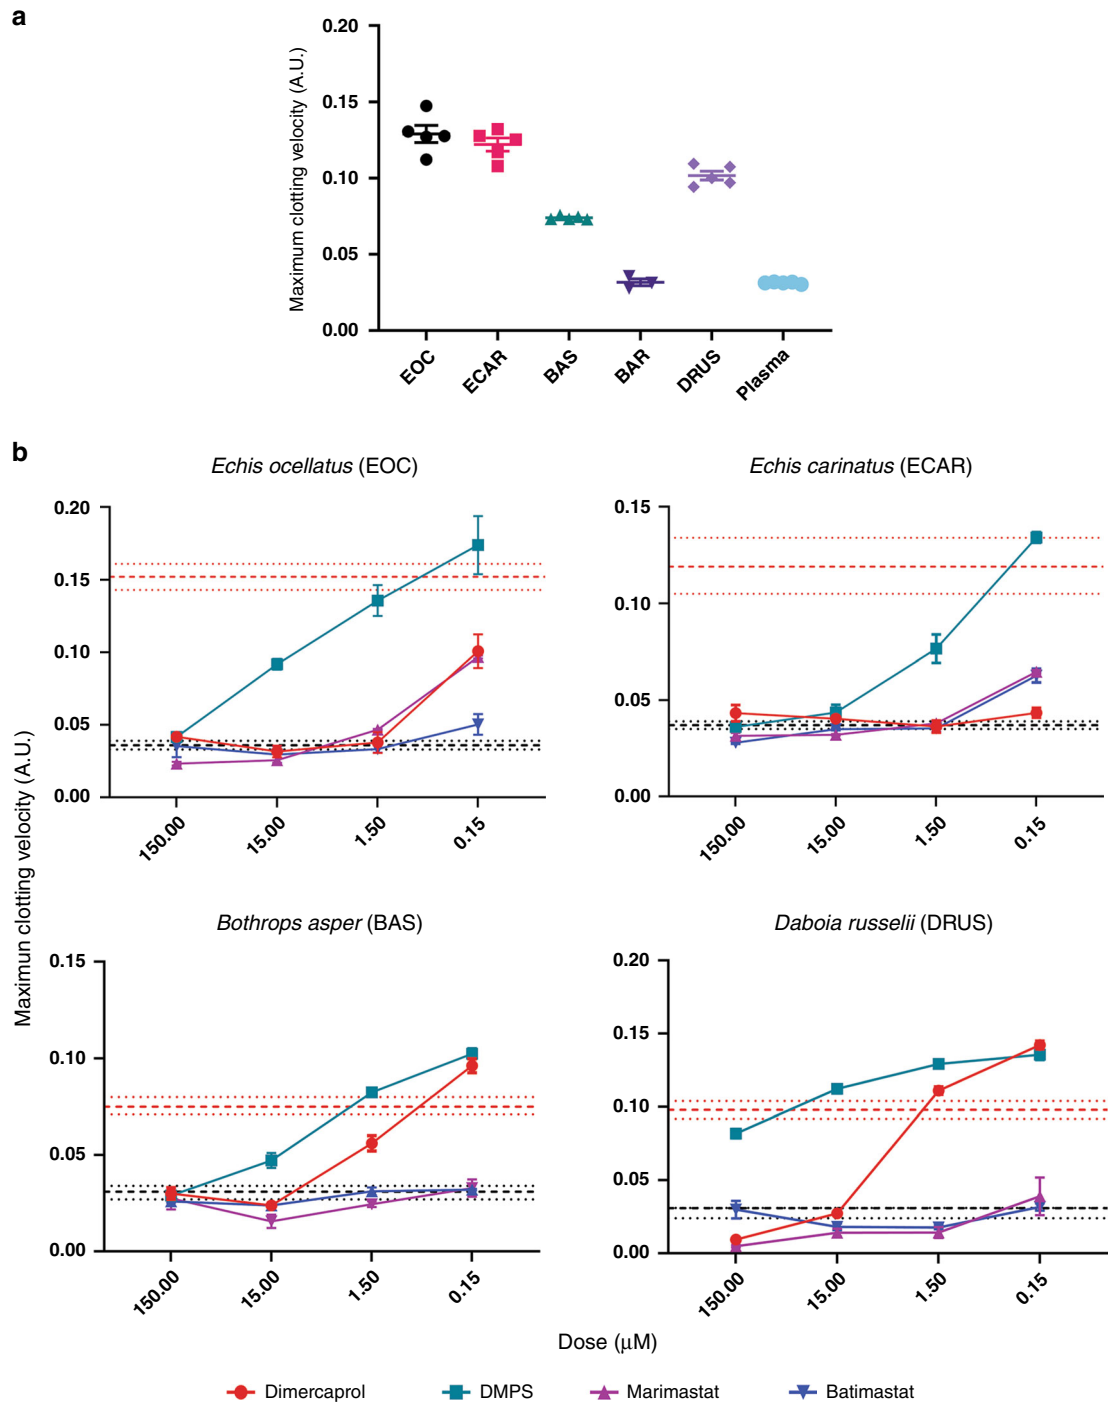 a
Maximum clotting velocity (A.U.)
0.20
0.15
0.10
0.05
0.00
EOC
ECAR
BAS
BAR
DRUS
Plasma
b
Maximun clotting velocity (A.U.)
Echis ocellatus (EOC)
0.20
0.15
0.10
0.05
0.00
150.00
15.00
1.50
0.15
Echis carinatus (ECAR)
0.15
0.10
0.05
0.00
150.00
15.00
1.50
0.15
Bothrops asper (BAS)
0.15
0.10
0.05
0.00
150.00
15.00
1.50
0.15
Daboia russelii (DRUS)
0.20
0.15
0.10
0.05
0.00
150.00
15.00
1.50
0.15
Dose (μM)
Dimercaprol
DMPS
Marimastat
Batimastat